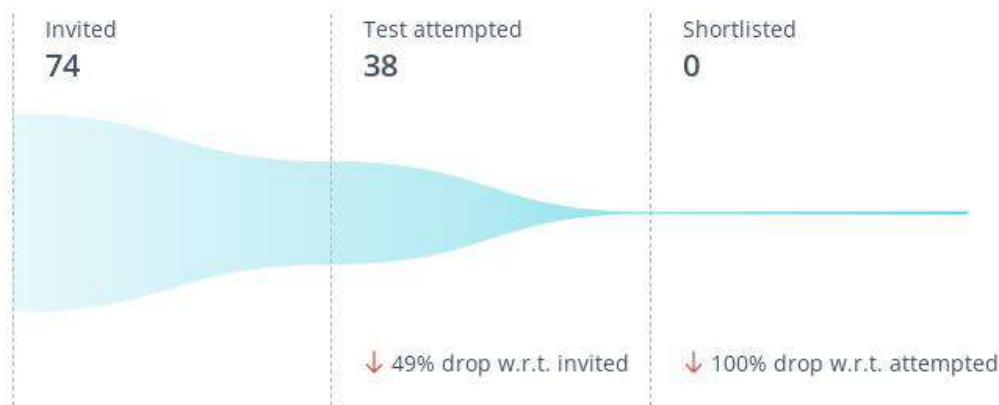 Invited
74
Test attempted
38
Shortlisted
0
↓ 49% drop w.r.t. invited
↓ 100% drop w.r.t. attempted